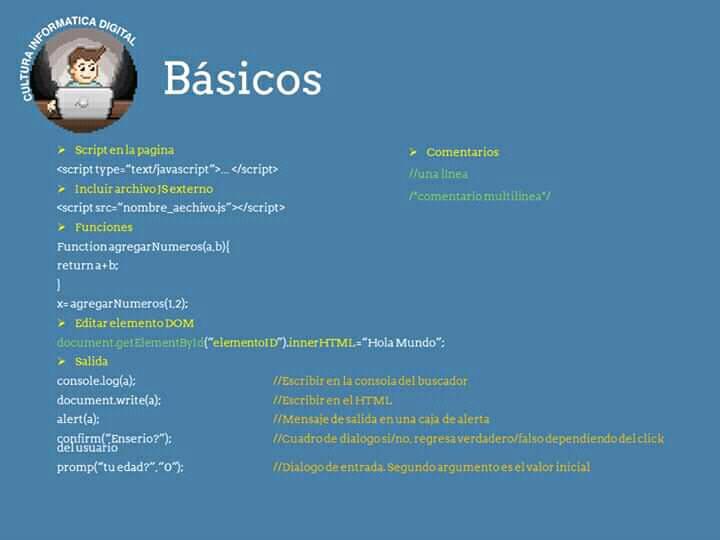 CULTURA INFORMATICA DIGITAL
Básicos
Script en la pagina
<script type="text/javascript">... </script>
Incluir archivo JS externo
<script src="nombre_aechivo.js"></script>
Funciones
Function agregarNumeros(a,b){
return a+b;
}
x= agregarNumeros(1,2);
Editar elemento DOM
document.getElementById("elementoID").innerHTML="Hola Mundo";
Salida
console.log(a); //Escribir en la consola del buscador
document.write(a); //Escribir en el HTML
alert(a); //Mensaje de salida en una caja de alerta
confirm("Enserio?"); //Cuadro de dialogo si/no, regresa verdadero/falso dependiendo del click
del usuario
promp("tu edad?","0"); //Dialogo de entrada. Segundo argumento es el valor inicial
Comentarios
//una linea
/*comentario multilinea*/